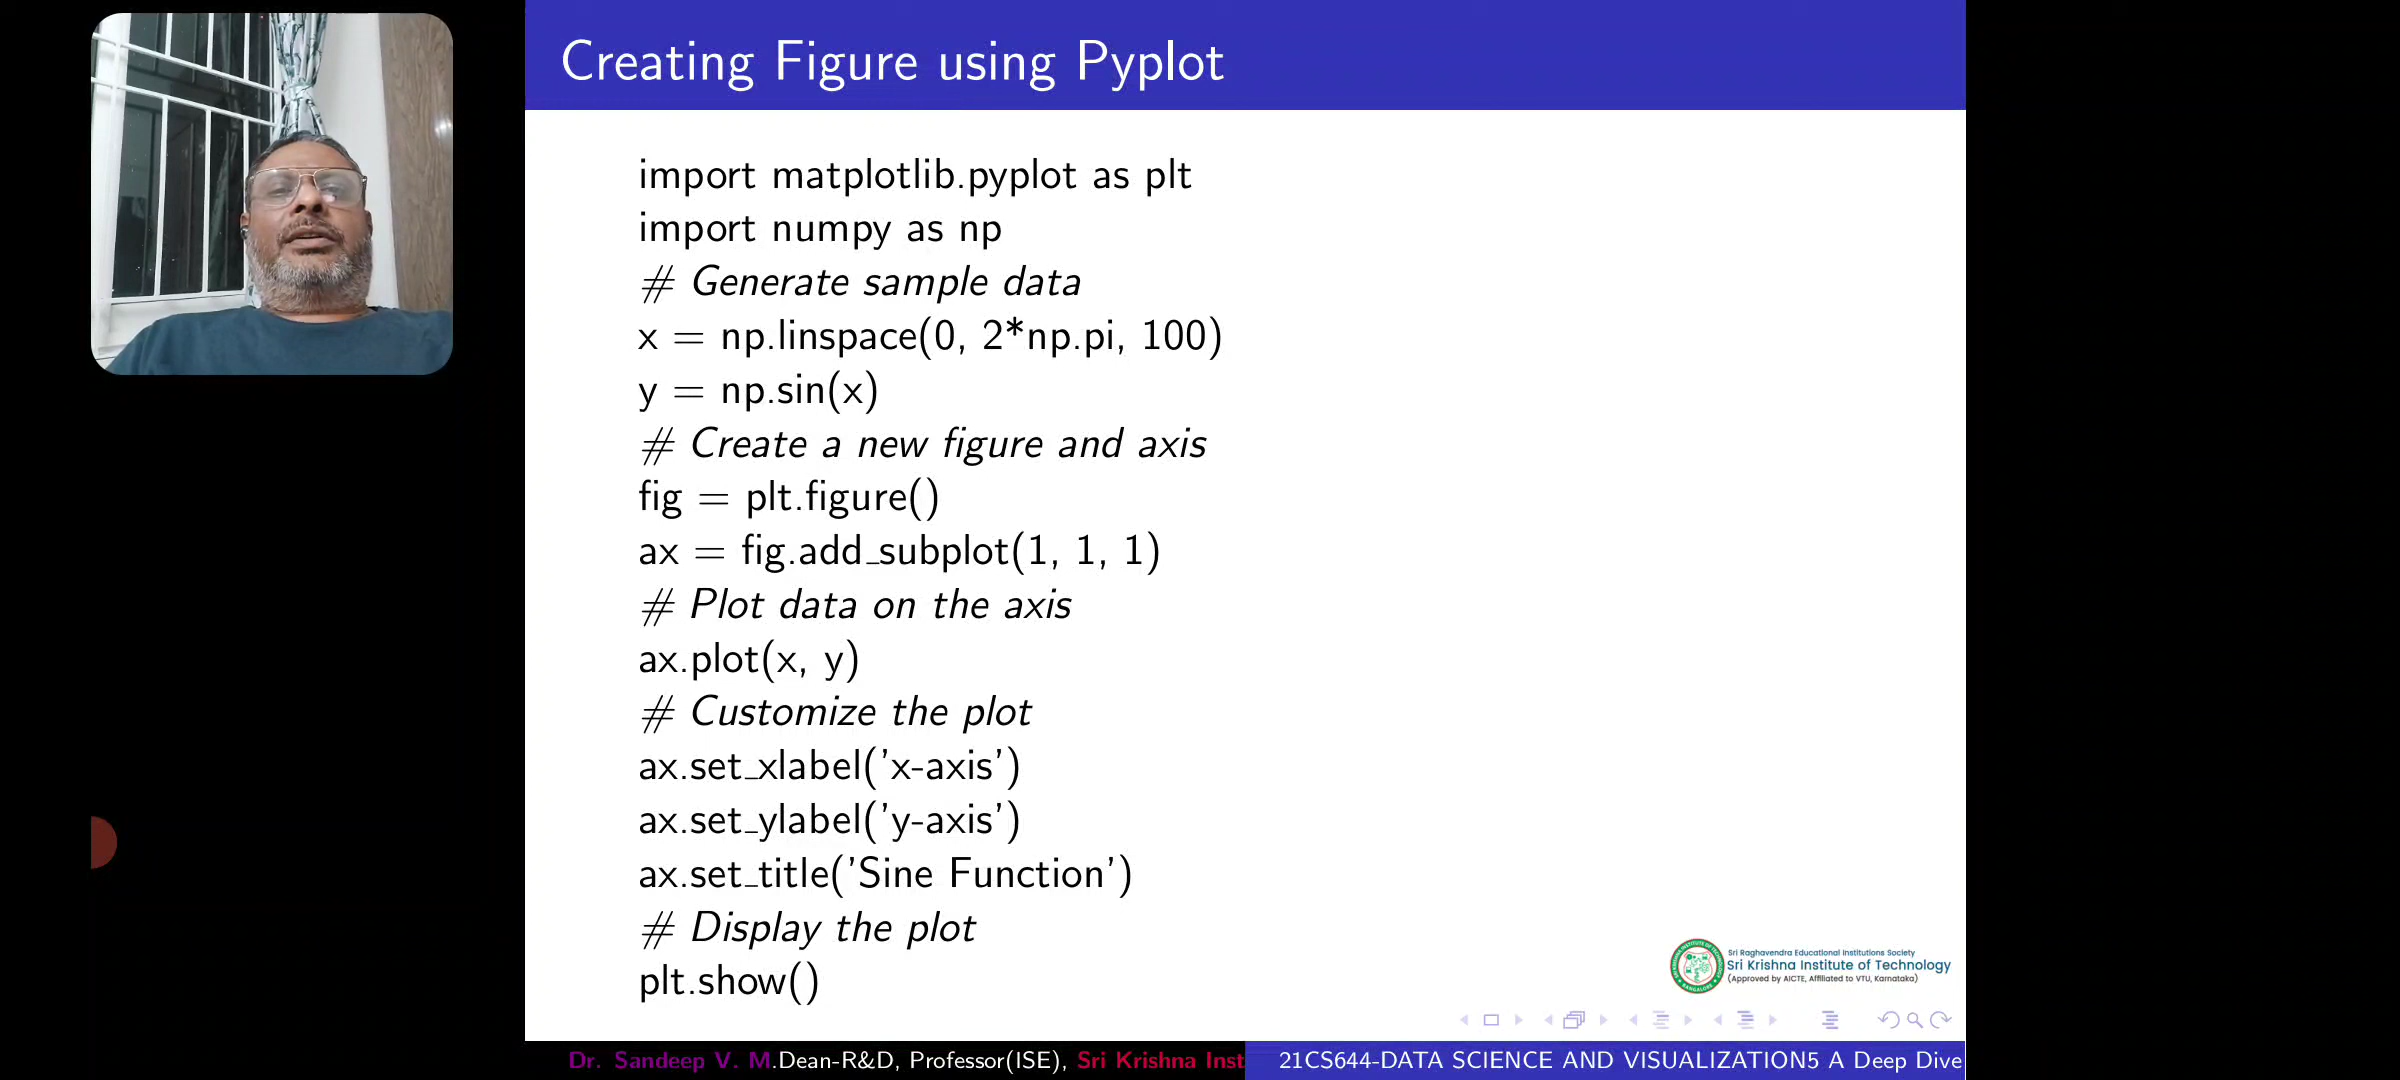 Creating Figure using Pyplot
import matplotlib.pyplot as plt
import numpy as np
# Generate sample data
x = np.linspace(0, 2*np.pi, 100)
y = np.sin(x)
# Create a new figure and axis
fig = plt.figure()
ax = fig.add_subplot(1, 1, 1)
# Plot data on the axis
ax.plot(x, y)
# Customize the plot
ax.set_xlabel('x-axis')
ax.set_ylabel('y-axis')
ax.set_title('Sine Function')
# Display the plot
plt.show()
Sri Raghavendra Educational Institutions Society
Sri Krishna Institute of Technology
(Approved by AICTE, Affiliated to VTU, Karnataka)
Dr. Sandeep V. M.Dean-R&D, Professor(ISE), Sri Krishna Inst
21CS644-DATA SCIENCE AND VISUALIZATION5 A Deep Dive